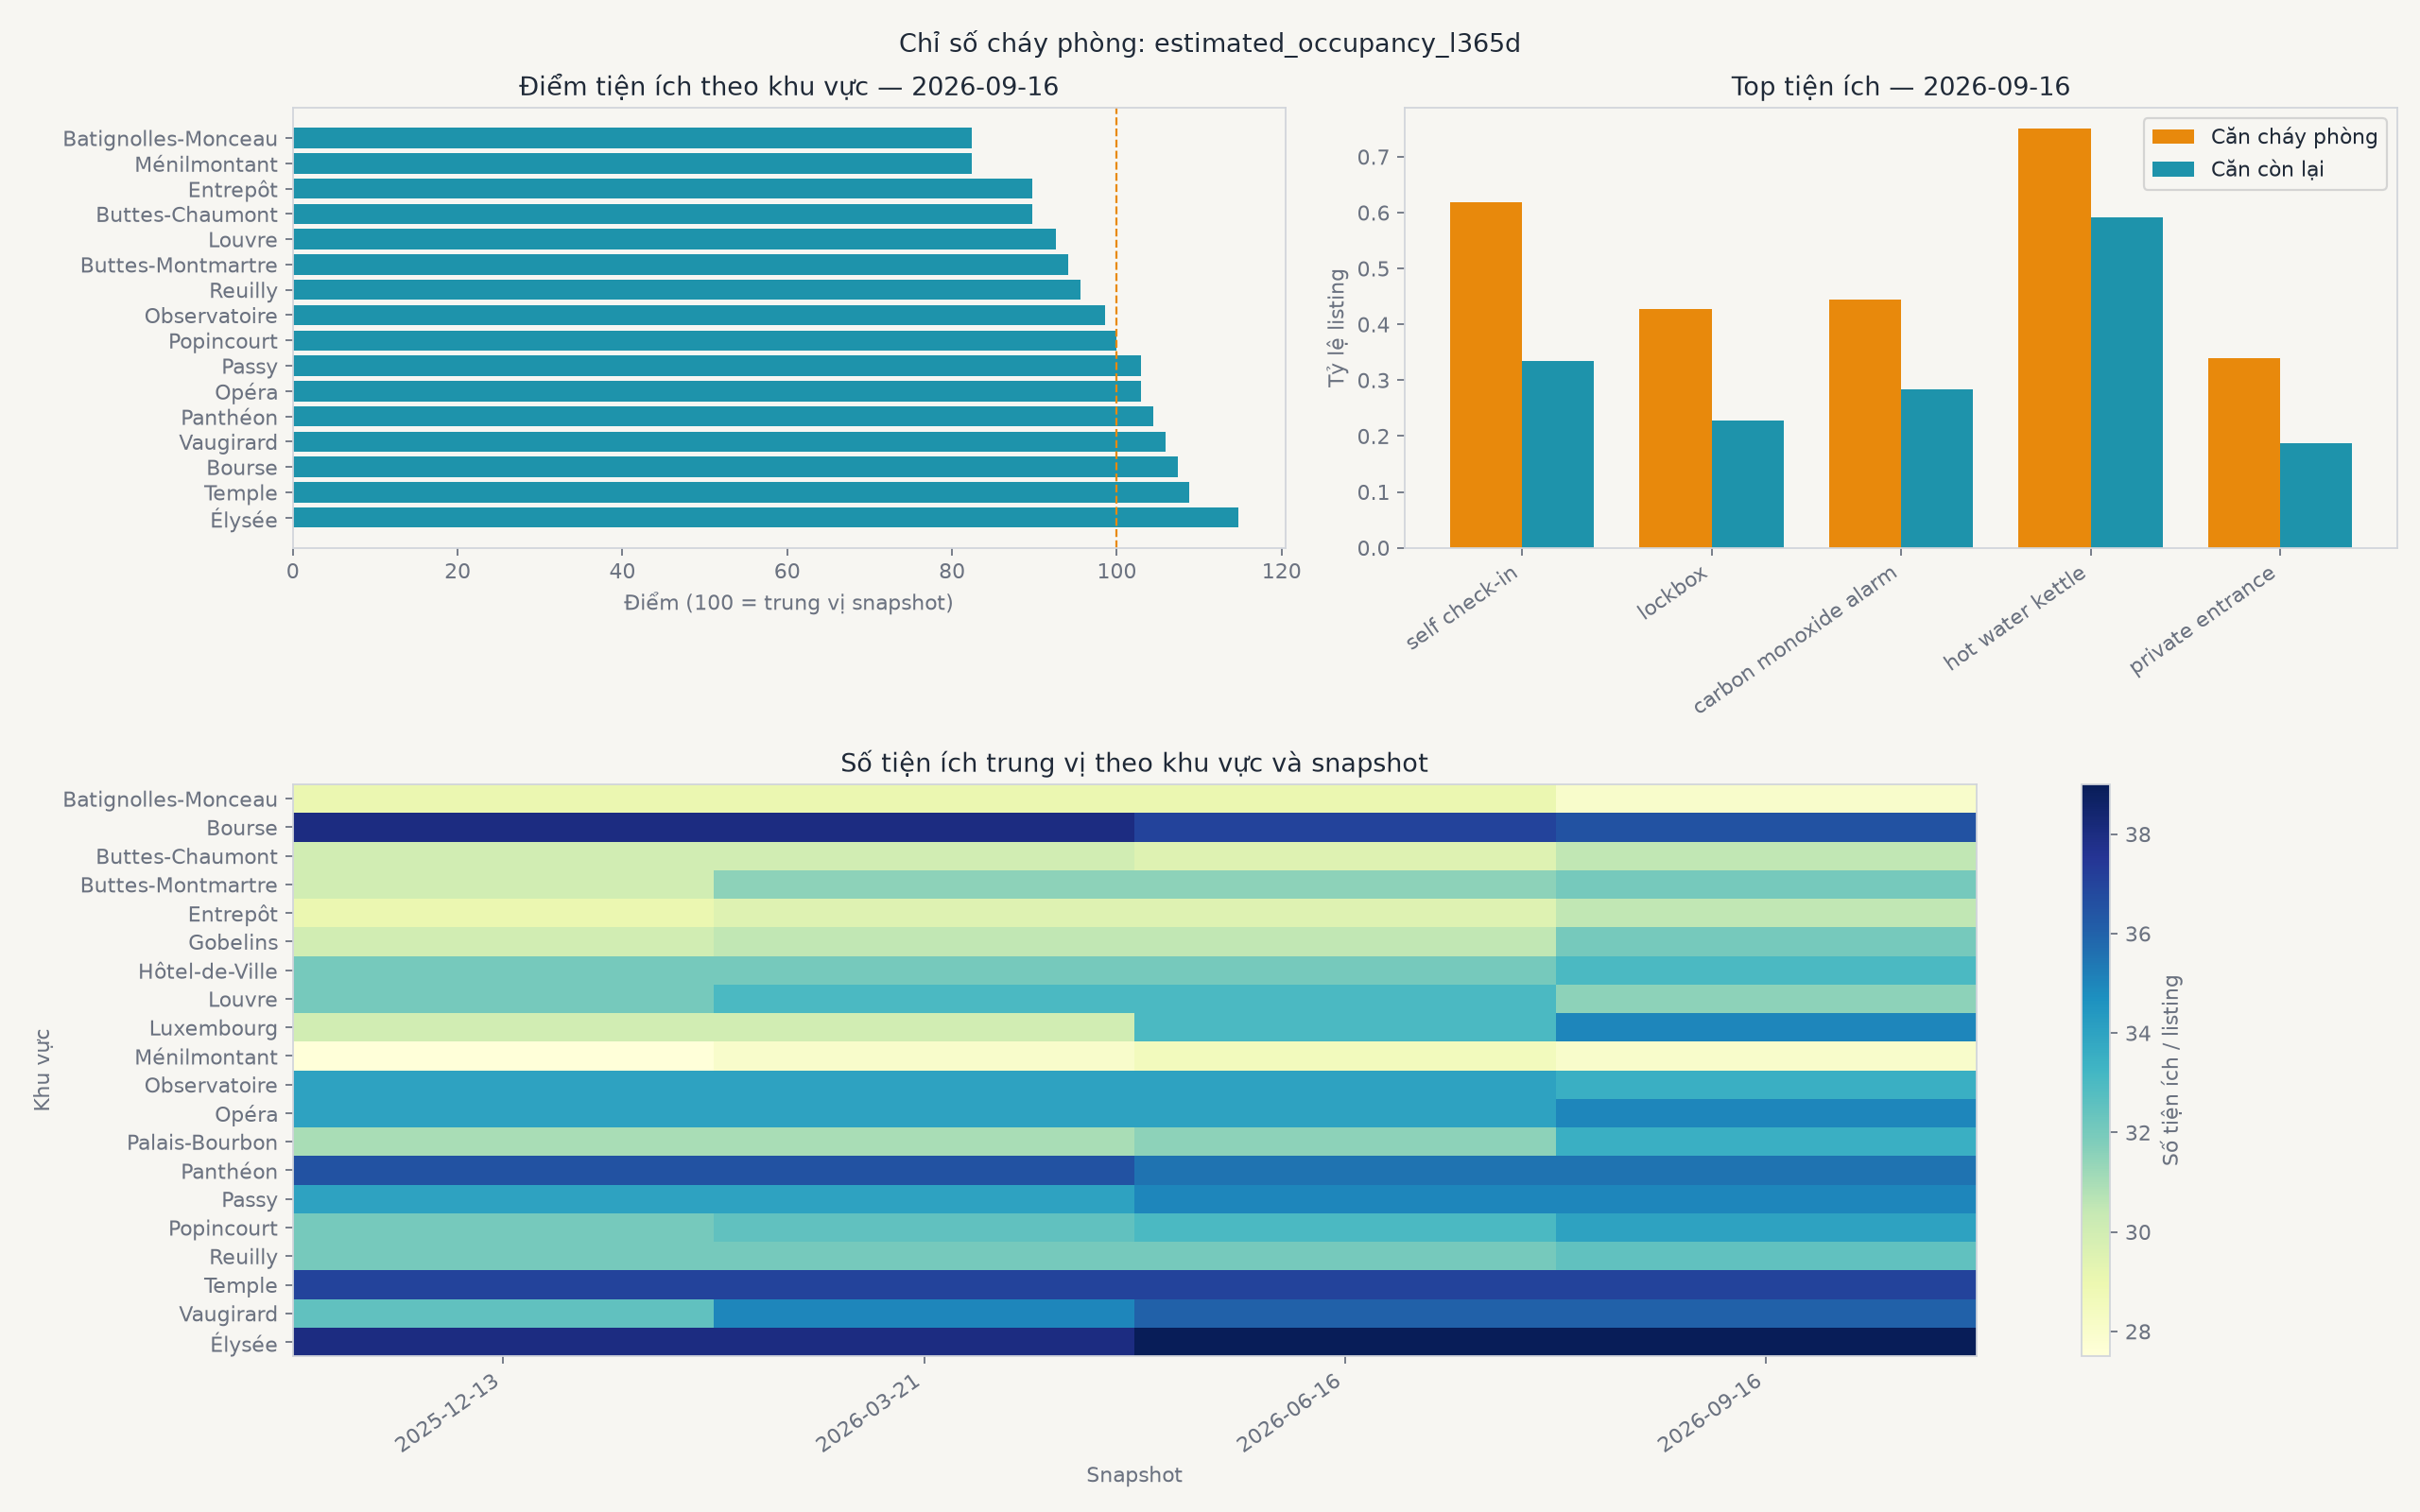 Chỉ số cháy phòng: estimated_occupancy_l365d
Điểm tiện ích theo khu vực — 2026-09-16
Batignolles-Monceau
Ménilmontant
Entrepôt
Buttes-Chaumont
Louvre
Buttes-Montmartre
Reuilly
Observatoire
Popincourt
Passy
Opéra
Panthéon
Vaugirard
Bourse
Temple
Élysée
0 20 40 60 80 100 120
Điểm (100 = trung vị snapshot)
Top tiện ích — 2026-09-16
Căn cháy phòng
Căn còn lại
Tỷ lệ listing
0.7
0.6
0.5
0.4
0.3
0.2
0.1
0.0
self check-in
lockbox
carbon monoxide alarm
hot water kettle
private entrance
Số tiện ích trung vị theo khu vực và snapshot
Khu vực
Batignolles-Monceau
Bourse
Buttes-Chaumont
Buttes-Montmartre
Entrepôt
Gobelins
Hôtel-de-Ville
Louvre
Luxembourg
Ménilmontant
Observatoire
Opéra
Palais-Bourbon
Panthéon
Passy
Popincourt
Reuilly
Temple
Vaugirard
Élysée
2025-12-13
2026-03-21
2026-06-16
2026-09-16
Snapshot
38
36
34
32
30
28
Số tiện ích / listing